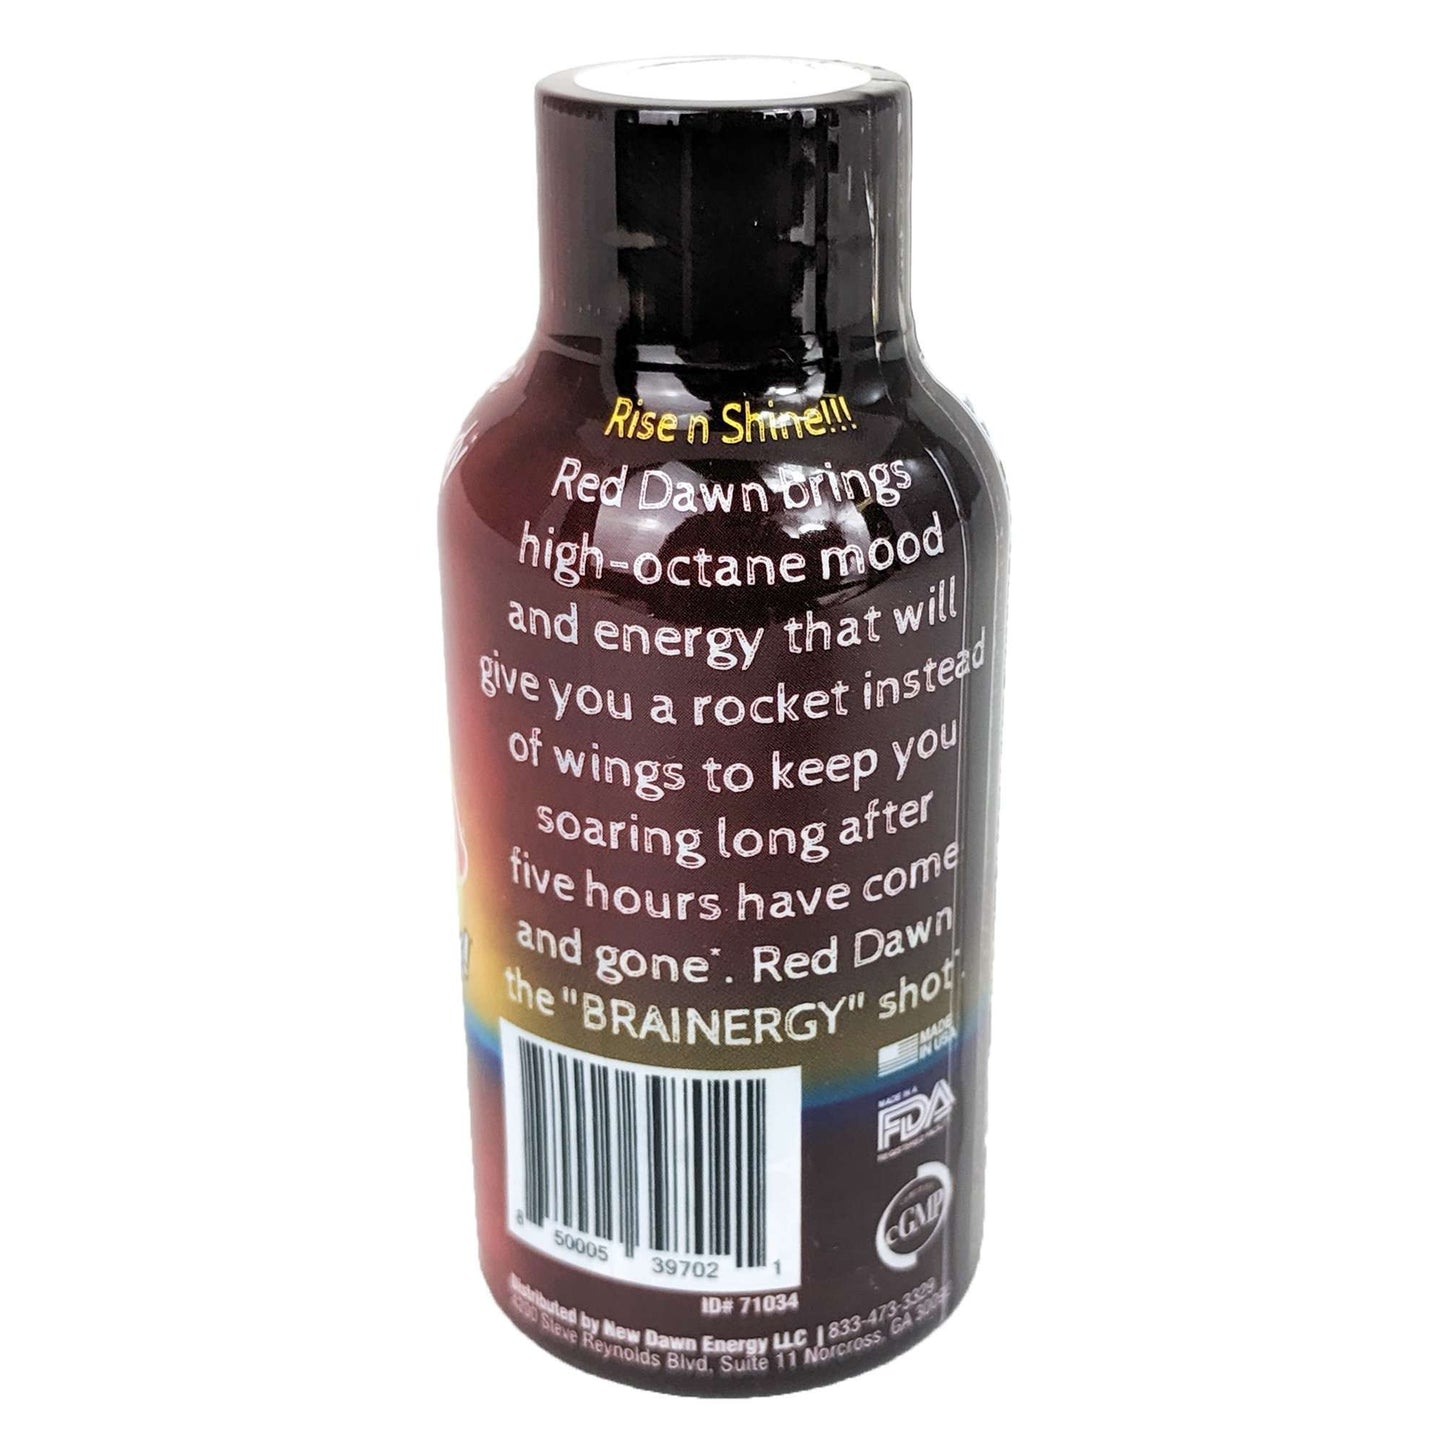 Rise n Shine!!!
Red Dawn brings
high-octane mood
and energy that will
give you a rocket instead
of wings to keep you
soaring long after
five hours have come
and gone*. Red Dawn
the "BRAINERGY" shot
MADE
IN USA
MADE IN A
FDA
cGMP
8 50005 39702 1
ID# 71034
Distributed by New Dawn Energy LLC | 833-473-3329
Steve Reynolds Blvd, Suite 11 Norcross, GA